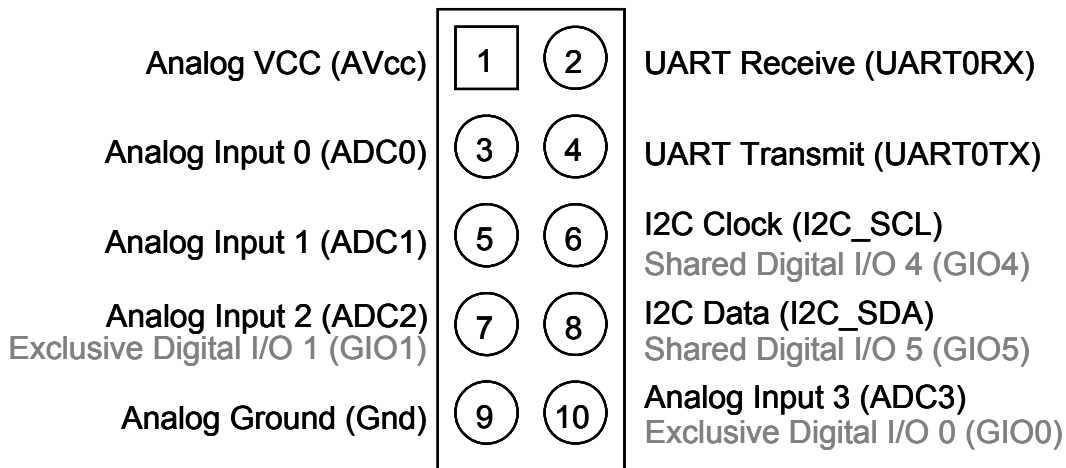 Analog VCC (AVcc) 1 2 UART Receive (UART0RX)
Analog Input 0 (ADC0) 3 4 UART Transmit (UART0TX)
Analog Input 1 (ADC1) 5 6 I2C Clock (I2C_SCL)
Shared Digital I/O 4 (GIO4)
Analog Input 2 (ADC2) 7 8 I2C Data (I2C_SDA)
Exclusive Digital I/O 1 (GIO1) Shared Digital I/O 5 (GIO5)
Analog Ground (Gnd) 9 10 Analog Input 3 (ADC3)
Exclusive Digital I/O 0 (GIO0)